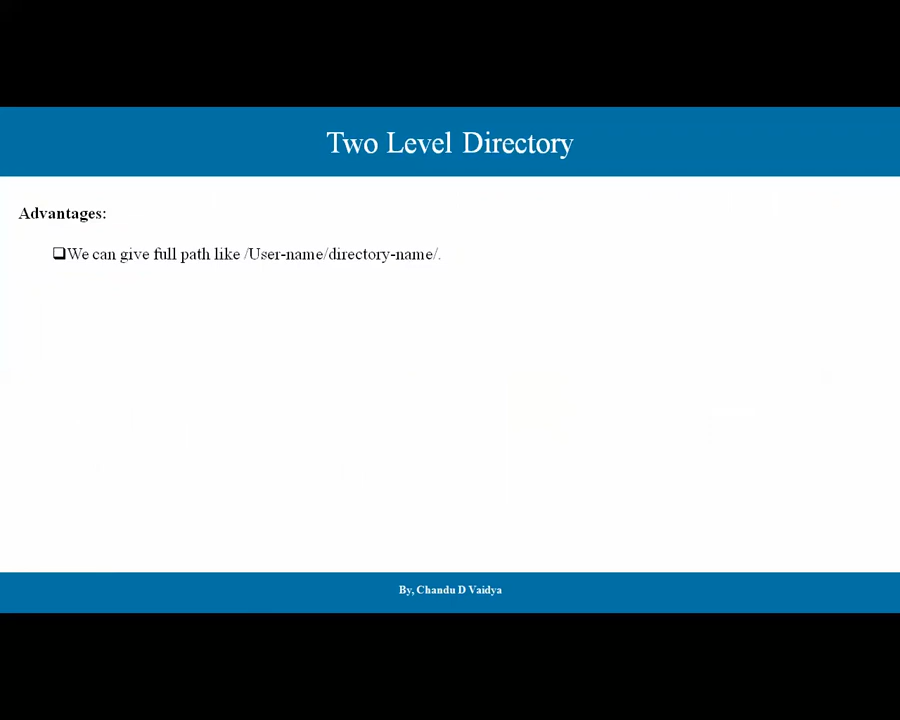 Two Level Directory
Advantages:
❑We can give full path like /User-name/directory-name/.
By, Chandu D Vaidya